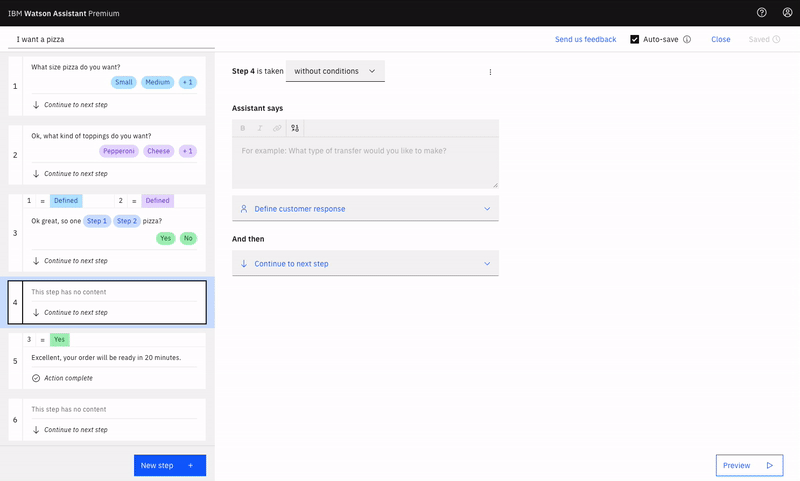 IBM Watson Assistant Premium
I want a pizza
Send us feedback
Auto-save
Close
Saved
1
What size pizza do you want?
Small Medium + 1
Continue to next step
2
Ok, what kind of toppings do you want?
Pepperoni Cheese + 1
Continue to next step
3
1 = Defined 2 = Defined
Ok great, so one Step 1 Step 2 pizza?
Yes No
Continue to next step
4
This step has no content
Continue to next step
5
3 = Yes
Excellent, your order will be ready in 20 minutes.
Action complete
6
This step has no content
Continue to next step
New step +
Step 4 is taken without conditions
Assistant says
B I
For example: What type of transfer would you like to make?
Define customer response
And then
Continue to next step
Preview